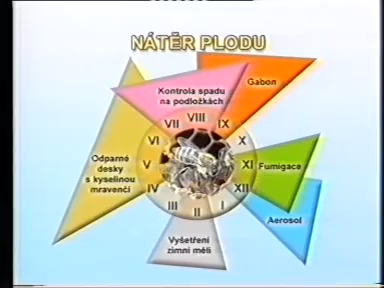 NÁTĚR PLODU
Kontrola spadu
na podložkách
Gabon
VII VIII IX
VI X
Odparné
desky
s kyselinou
mravenčí
V XI
Fumigace
IV XII
III II I
Aerosol
Vyšetření
zimní měli